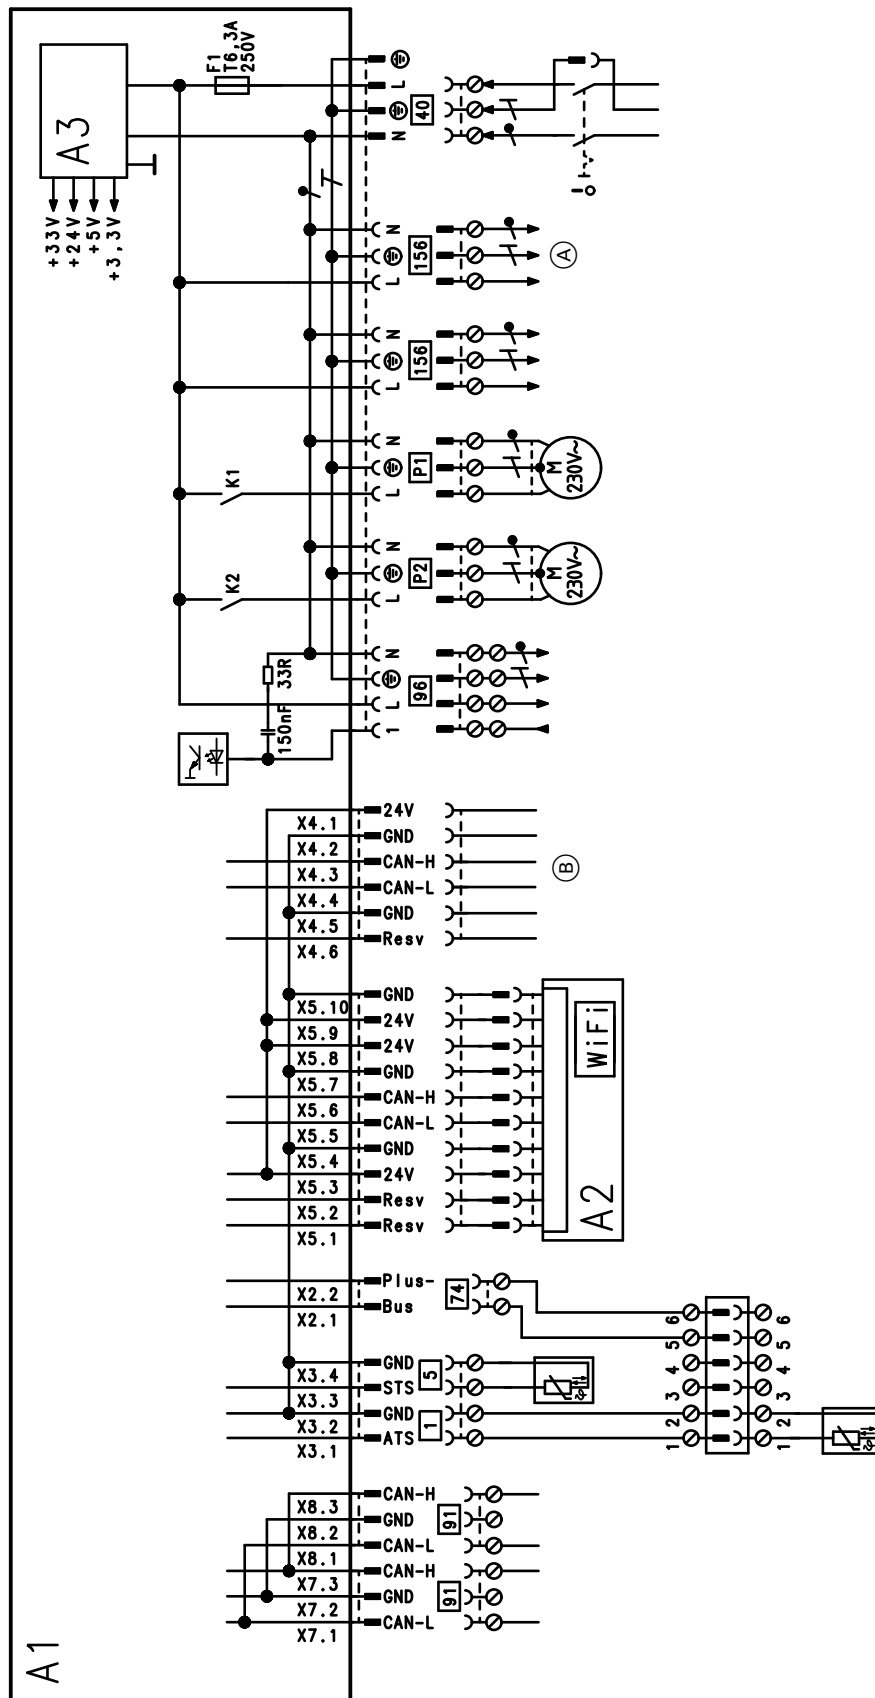 A3
+33V
+24V
+5V
+3,3V
F1
T6,3A
250V
L
40
N
N
156
L
A
N
156
L
K1
N
P1
L
M
230V~
K2
N
P2
L
M
230V~
33R
150nF
N
96
L
1
24V
X4.1
GND
X4.2
CAN-H
X4.3
CAN-L
X4.4
GND
X4.5
Resv
X4.6
B
GND
X5.10
24V
X5.9
24V
X5.8
GND
X5.7
CAN-H
X5.6
CAN-L
X5.5
GND
X5.4
24V
X5.3
Resv
X5.2
Resv
X5.1
WiFi
A2
Plus-
X2.2
Bus
X2.1
74
GND
X3.4
STS
X3.3
GND
X3.2
ATS
X3.1
5
1
6
5
4
3
2
1
6
5
4
3
2
1
CAN-H
X8.3
GND
X8.2
CAN-L
X8.1
91
CAN-H
X7.3
GND
X7.2
CAN-L
X7.1
91
A1